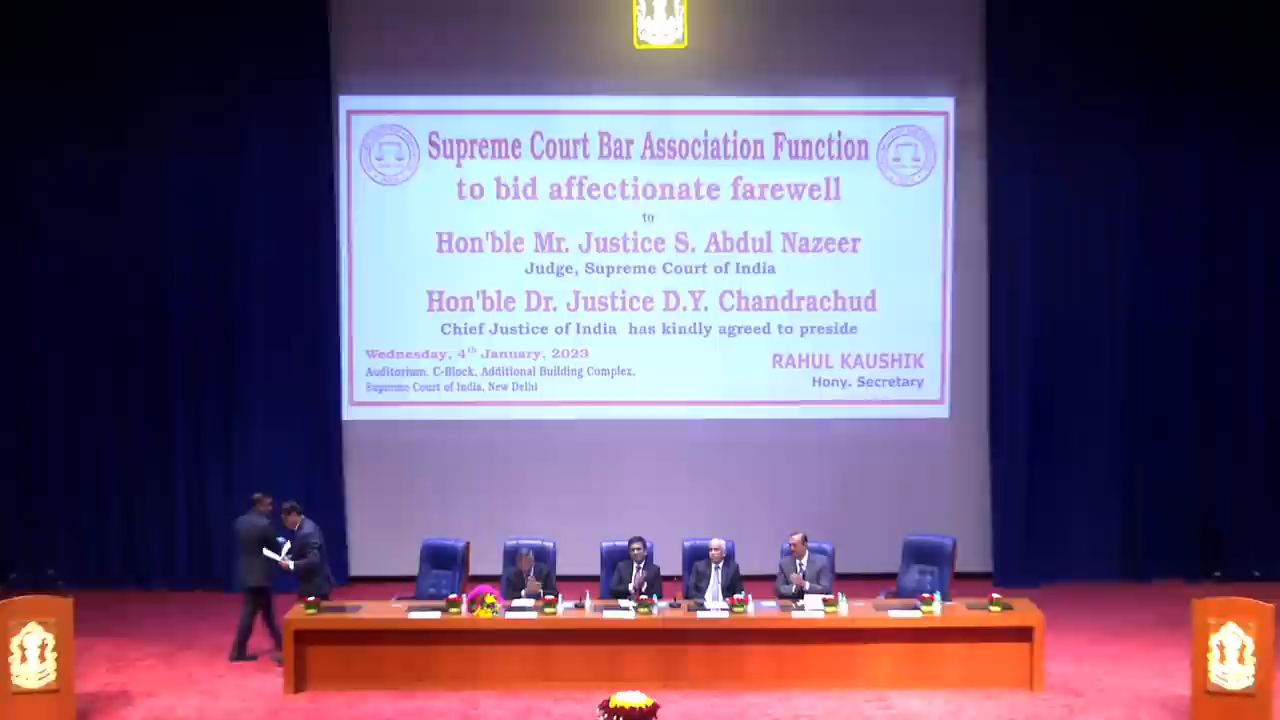 Supreme Court Bar Association Function
to bid affectionate farewell
to
Hon'ble Mr. Justice S. Abdul Nazeer
Judge, Supreme Court of India
Hon'ble Dr. Justice D.Y. Chandrachud
Chief Justice of India has kindly agreed to preside
Wednesday, 4th January, 2023
Auditorium, C-Block, Additional Building Complex,
Supreme Court of India, New Delhi
RAHUL KAUSHIK
Hony. Secretary